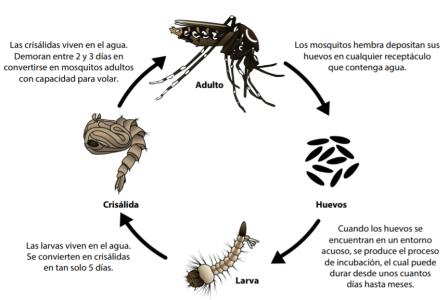 Las crisálidas viven en el agua.
Demoran entre 2 y 3 días en
convertirse en mosquitos adultos
con capacidad para volar.
Adulto
Los mosquitos hembra depositan sus
huevos en cualquier receptáculo
que contenga agua.
Huevos
Cuando los huevos se
encuentran en un entorno
acuoso, se produce el proceso
de incubación, el cual puede
durar desde unos cuantos
días hasta meses.
Larva
Las larvas viven en el agua.
Se convierten en crisálidas
en tan solo 5 días.
Crisálida